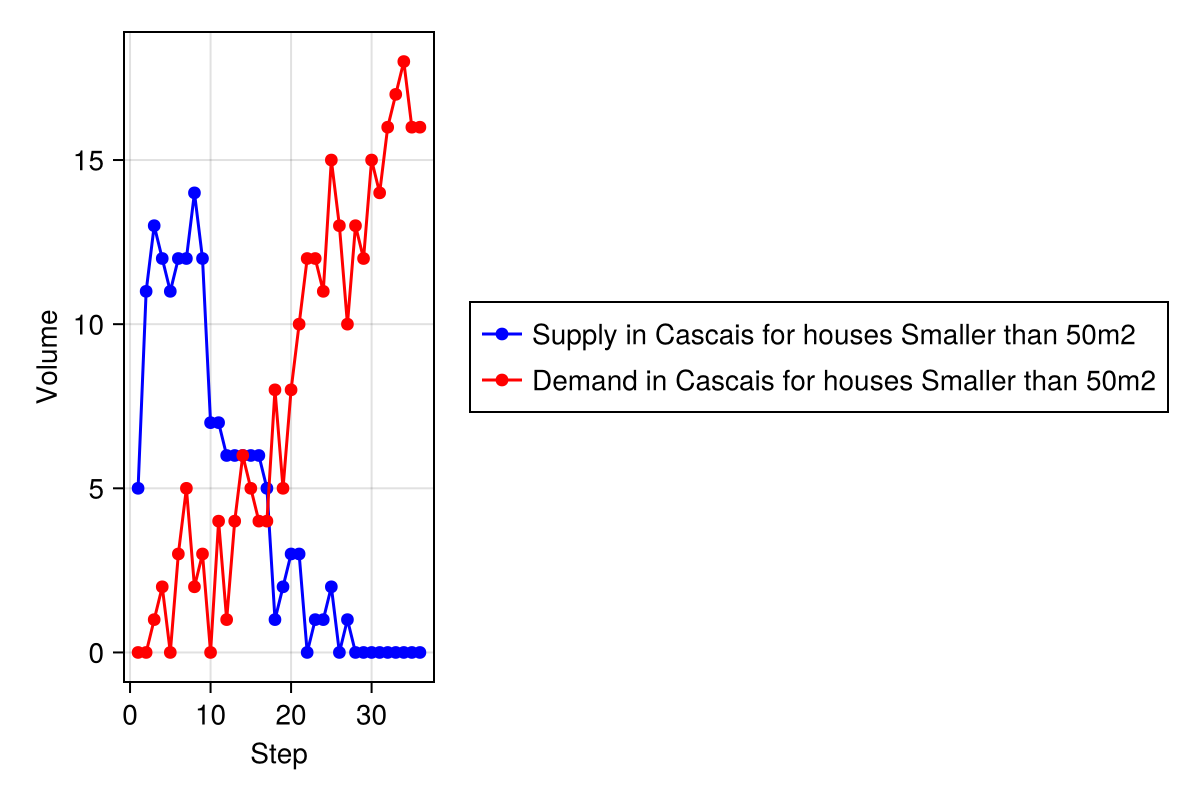 15
10
5
0
Volume
0 10 20 30
Step
Supply in Cascais for houses Smaller than 50m2
Demand in Cascais for houses Smaller than 50m2